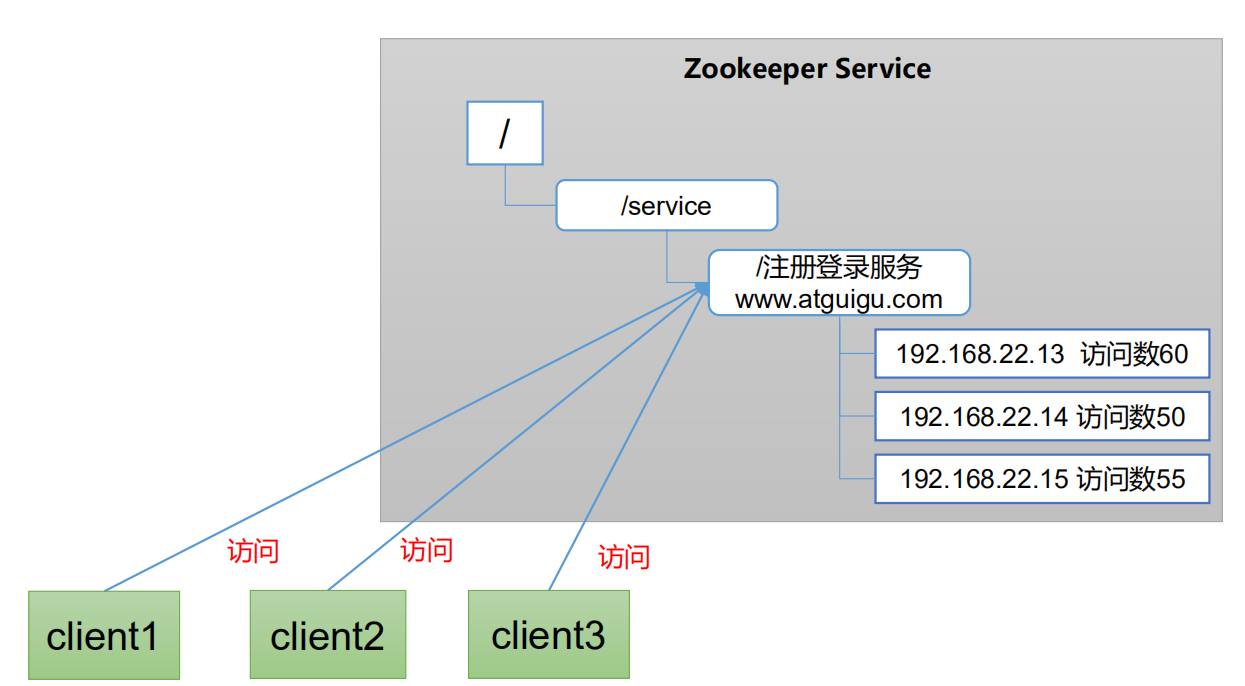 Zookeeper Service
/
/service
/注册登录服务
www.atguigu.com
192.168.22.13 访问数60
192.168.22.14 访问数50
192.168.22.15 访问数55
访问
访问
访问
client1
client2
client3